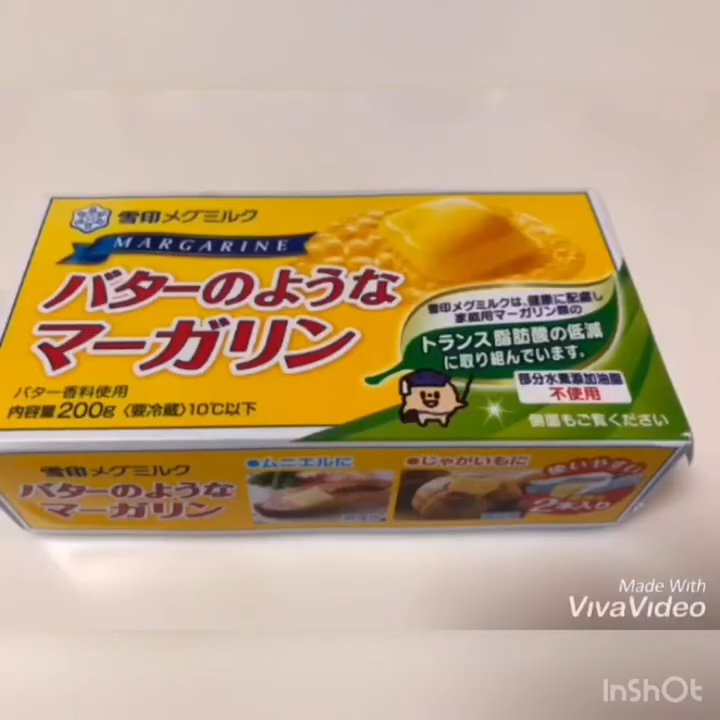 雪印メグミルク
MARGARINE
バターのような
マーガリン
バター香料使用
内容量200g〈要冷蔵〉10℃以下
雪印メグミルクは、健康に配慮し
家庭用マーガリン類の
トランス脂肪酸の低減
に取り組んでいます。
部分水素添加油脂
不使用
側面もご覧ください
雪印メグミルク
バターのような
マーガリン
●ムニエルに
●じゃがいもに
使いやすい
2本入り
Made With
VivaVideo
InShOt